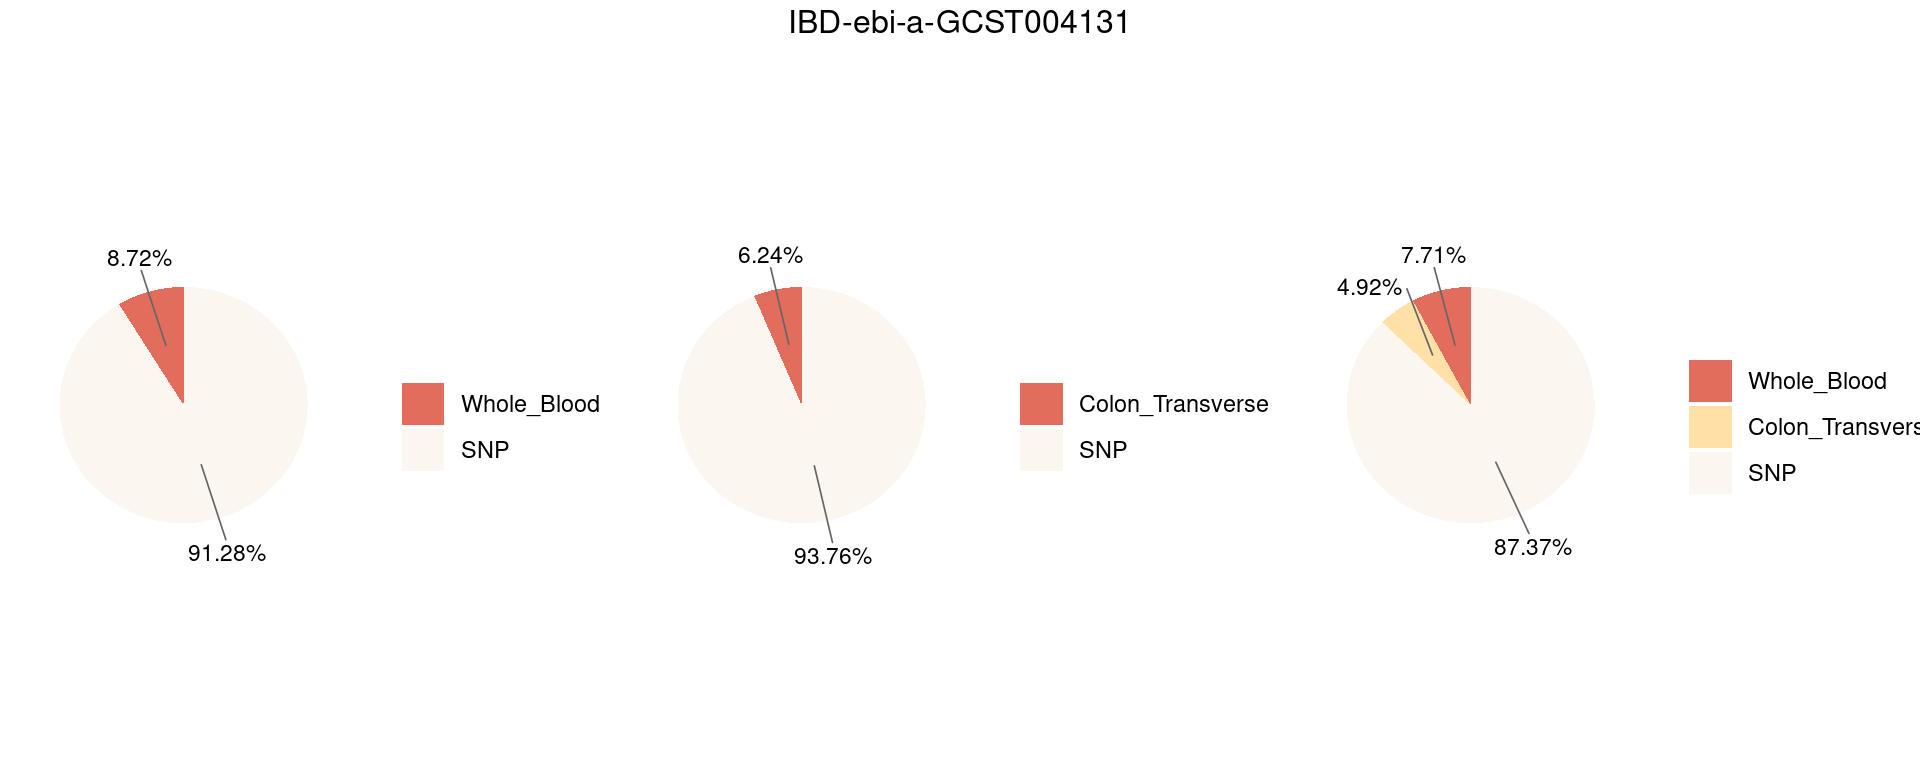 IBD-ebi-a-GCST004131
8.72%
91.28%
Whole_Blood
SNP
6.24%
93.76%
Colon_Transverse
SNP
7.71%
4.92%
87.37%
Whole_Blood
Colon_Transvers
SNP